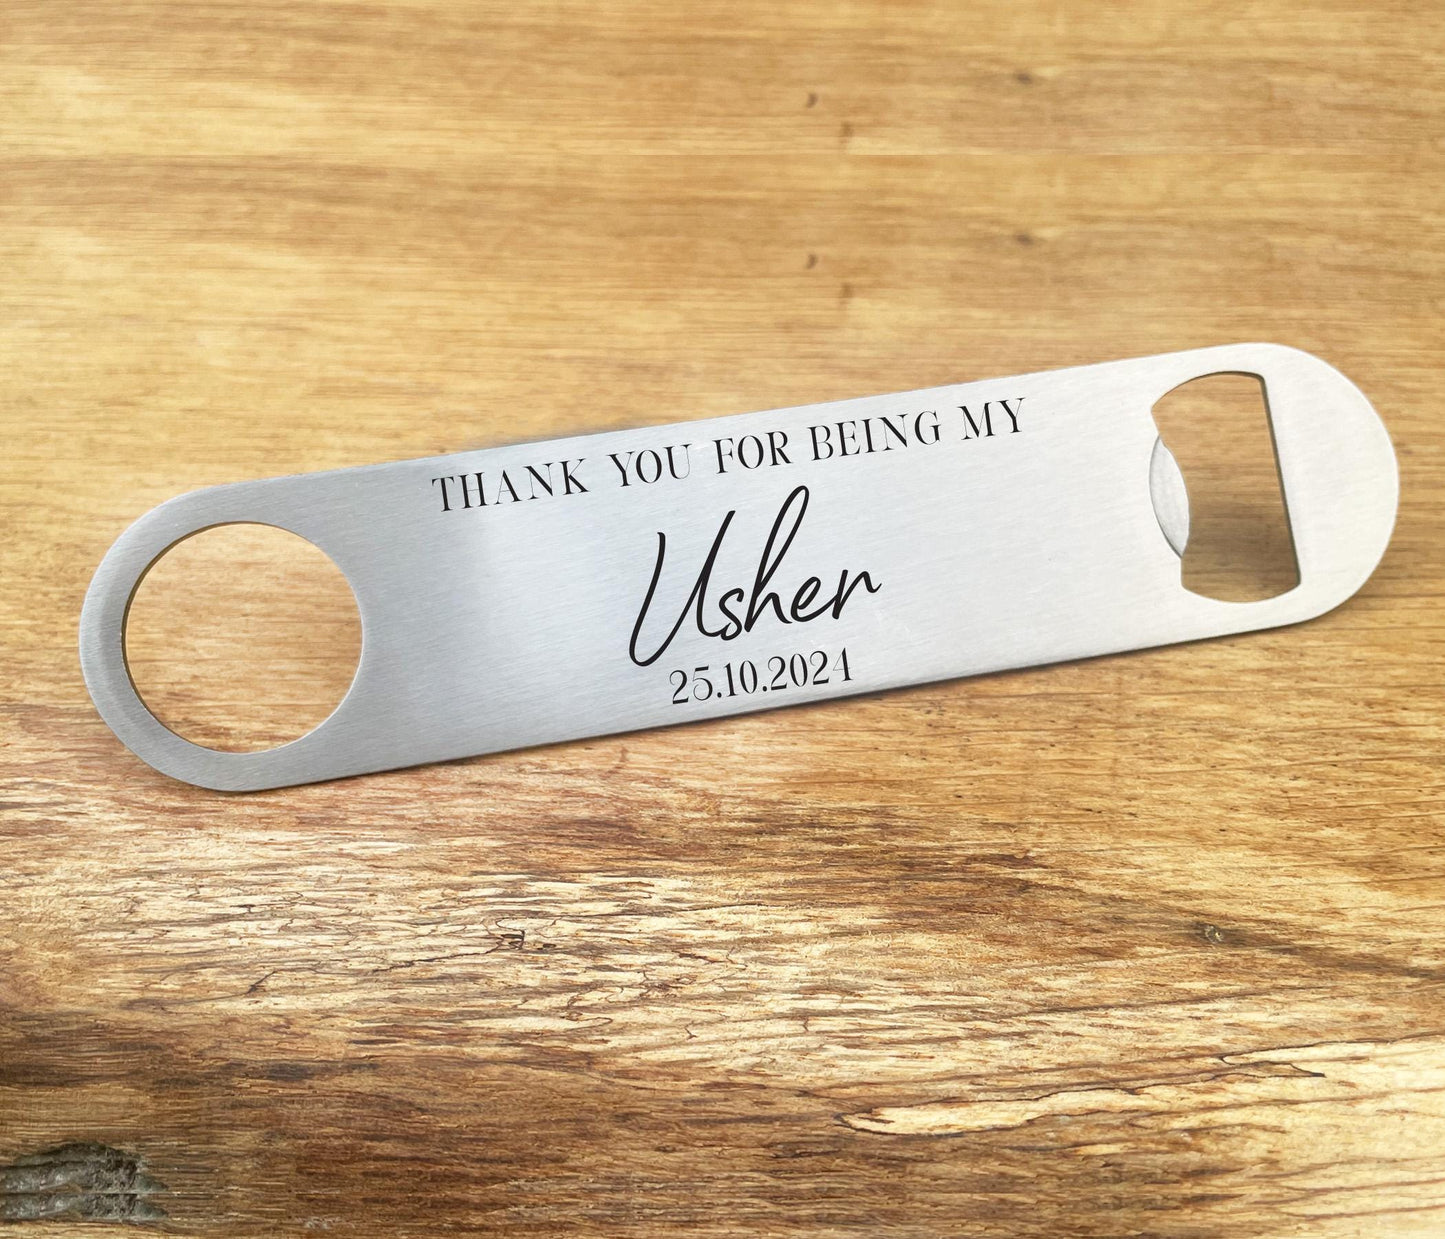 THANK YOU FOR BEING MY
Usher
25.10.2024